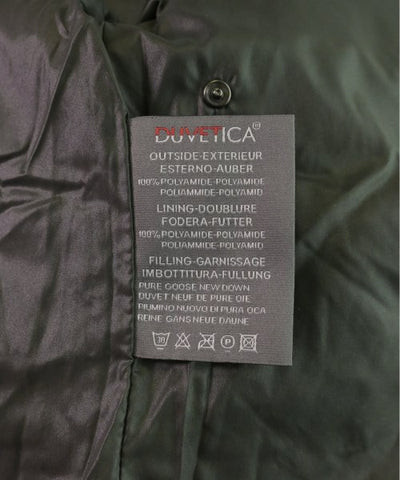 DUVETICA®
OUTSIDE-EXTERIEUR
ESTERNO-AUBER
100% POLYAMIDE-POLYAMIDE
POLIAMMIDE-POLYAMID
LINING-DOUBLURE
FODERA-FUTTER
100% POLYAMIDE-POLYAMIDE
POLIAMMIDE-POLYAMID
FILLING-GARNISSAGE
IMBOTTITURA-FULLUNG
PURE GOOSE NEW DOWN
DUVET NEUF DE PURE OIE
PIUMINO NUOVO DI PURA OCA
REINE GANS NEUE DAUNE
30 P